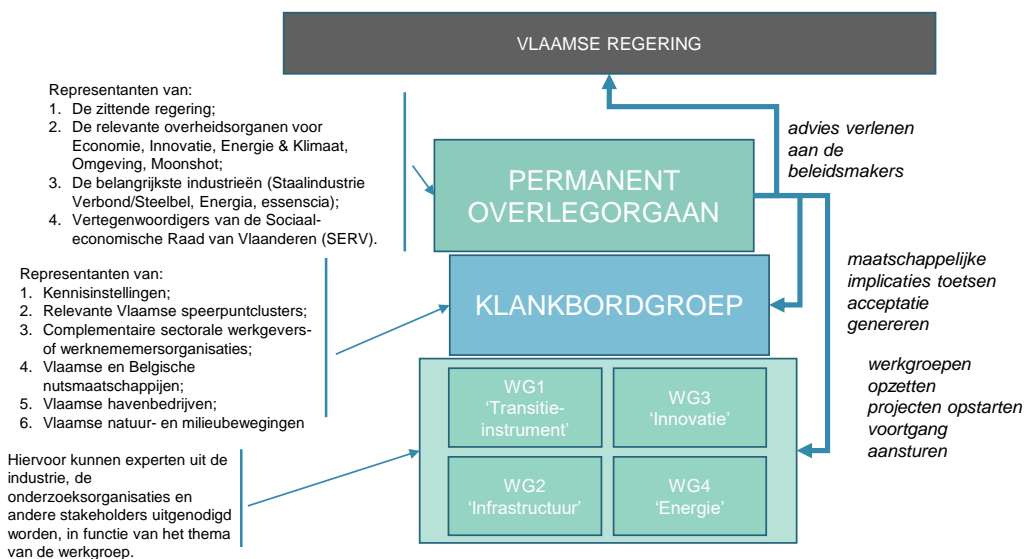 VLAAMSE REGERING
Representanten van:
1. De zittende regering;
2. De relevante overheidsorganen voor
Economie, Innovatie, Energie & Klimaat,
Omgeving, Moonshot;
3. De belangrijkste industrieën (Staalindustrie
Verbond/Steelbel, Energia, essenscia);
4. Vertegenwoordigers van de Sociaal-
economische Raad van Vlaanderen (SERV).
PERMANENT
OVERLEGORGAAN
advies verlenen
aan de
beleidsmakers
Representanten van:
1. Kennisinstellingen;
2. Relevante Vlaamse speerpuntclusters;
3. Complementaire sectorale werkgevers-
of werknememersorganisaties;
4. Vlaamse en Belgische
nutsmaatschappijen;
5. Vlaamse havenbedrijven;
6. Vlaamse natuur- en milieubewegingen
KLANKBORDGROEP
maatschappelijke
implicaties toetsen
acceptatie
genereren
Hiervoor kunnen experten uit de
industrie, de
onderzoeksorganisaties en
andere stakeholders uitgenodigd
worden, in functie van het thema
van de werkgroep.
WG1
‘Transitie-
instrument’
WG3
‘Innovatie’
WG2
‘Infrastructuur’
WG4
‘Energie’
werkgroepen
opzetten
projecten opstarten
voortgang
aansturen